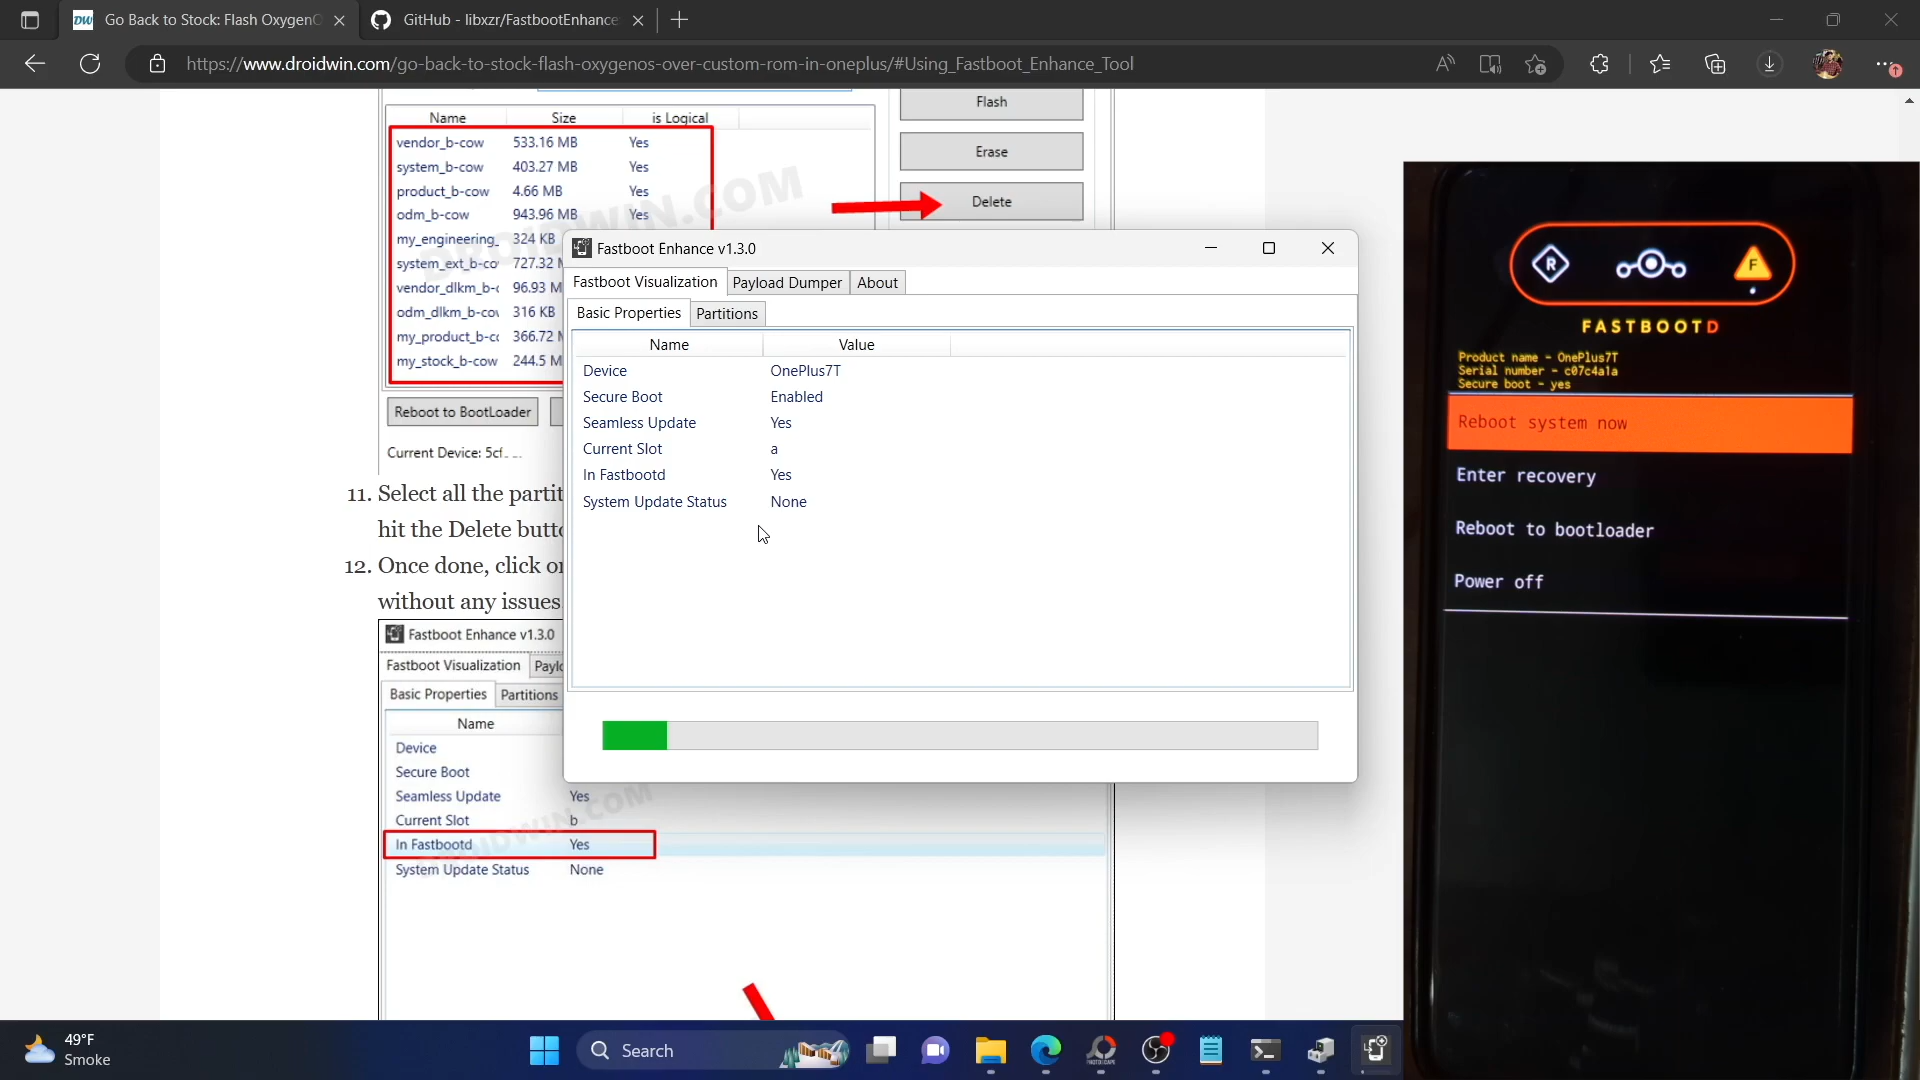 Go Back to Stock: Flash Oxygen
GitHub - libxzr/FastbootEnhance
https://www.droidwin.com/go-back-to-stock-flash-oxygenos-over-custom-rom-in-oneplus/#Using_Fastboot_Enhance_Tool
Name Size is Logical
vendor_b-cow 533.16 MB Yes
system_b-cow 403.27 MB Yes
product_b-cow 4.66 MB Yes
odm_b-cow 943.96 MB Yes
my_engineering_ 324 KB
system_ext_b-co 727.32 M
vendor_dlkm_b-c 96.93 M
odm_dlkm_b-co 316 KB
my_product_b-c 366.72 M
my_stock_b-cow 244.5 M
Flash
Erase
Delete
DROIDWIN.COM
Reboot to BootLoader
Current Device: 5cf
11. Select all the partit
hit the Delete butto
12. Once done, click o
without any issues
Fastboot Enhance v1.3.0
Fastboot Visualization Paylo
Basic Properties Partitions
Name
Device
Secure Boot
Seamless Update Yes
Current Slot b
In Fastbootd Yes
System Update Status None
DROIDWIN.COM
Fastboot Enhance v1.3.0
Fastboot Visualization Payload Dumper About
Basic Properties Partitions
Name Value
Device OnePlus7T
Secure Boot Enabled
Seamless Update Yes
Current Slot a
In Fastbootd Yes
System Update Status None
R F
FASTBOOTD
Product name - OnePlus7T
Serial number - c07c4a1a
Secure boot - yes
Reboot system now
Enter recovery
Reboot to bootloader
Power off
49°F
Smoke
Search